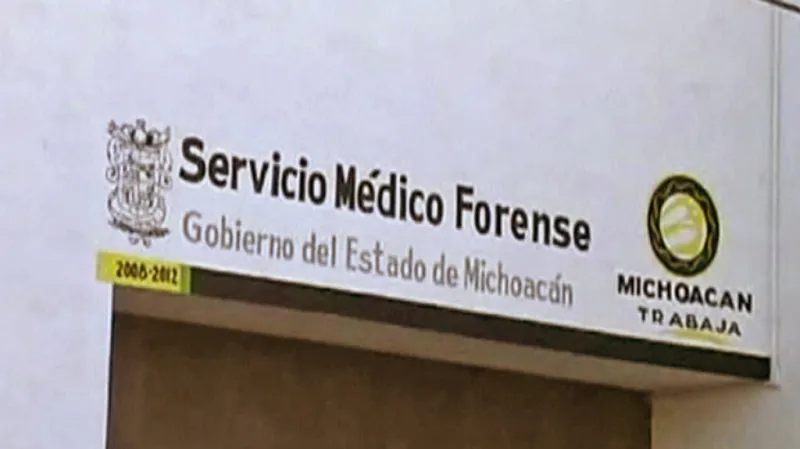 Servicio Médico Forense
Gobierno del Estado de Michoacán
2008-2012
MICHOACAN
TRABAJA